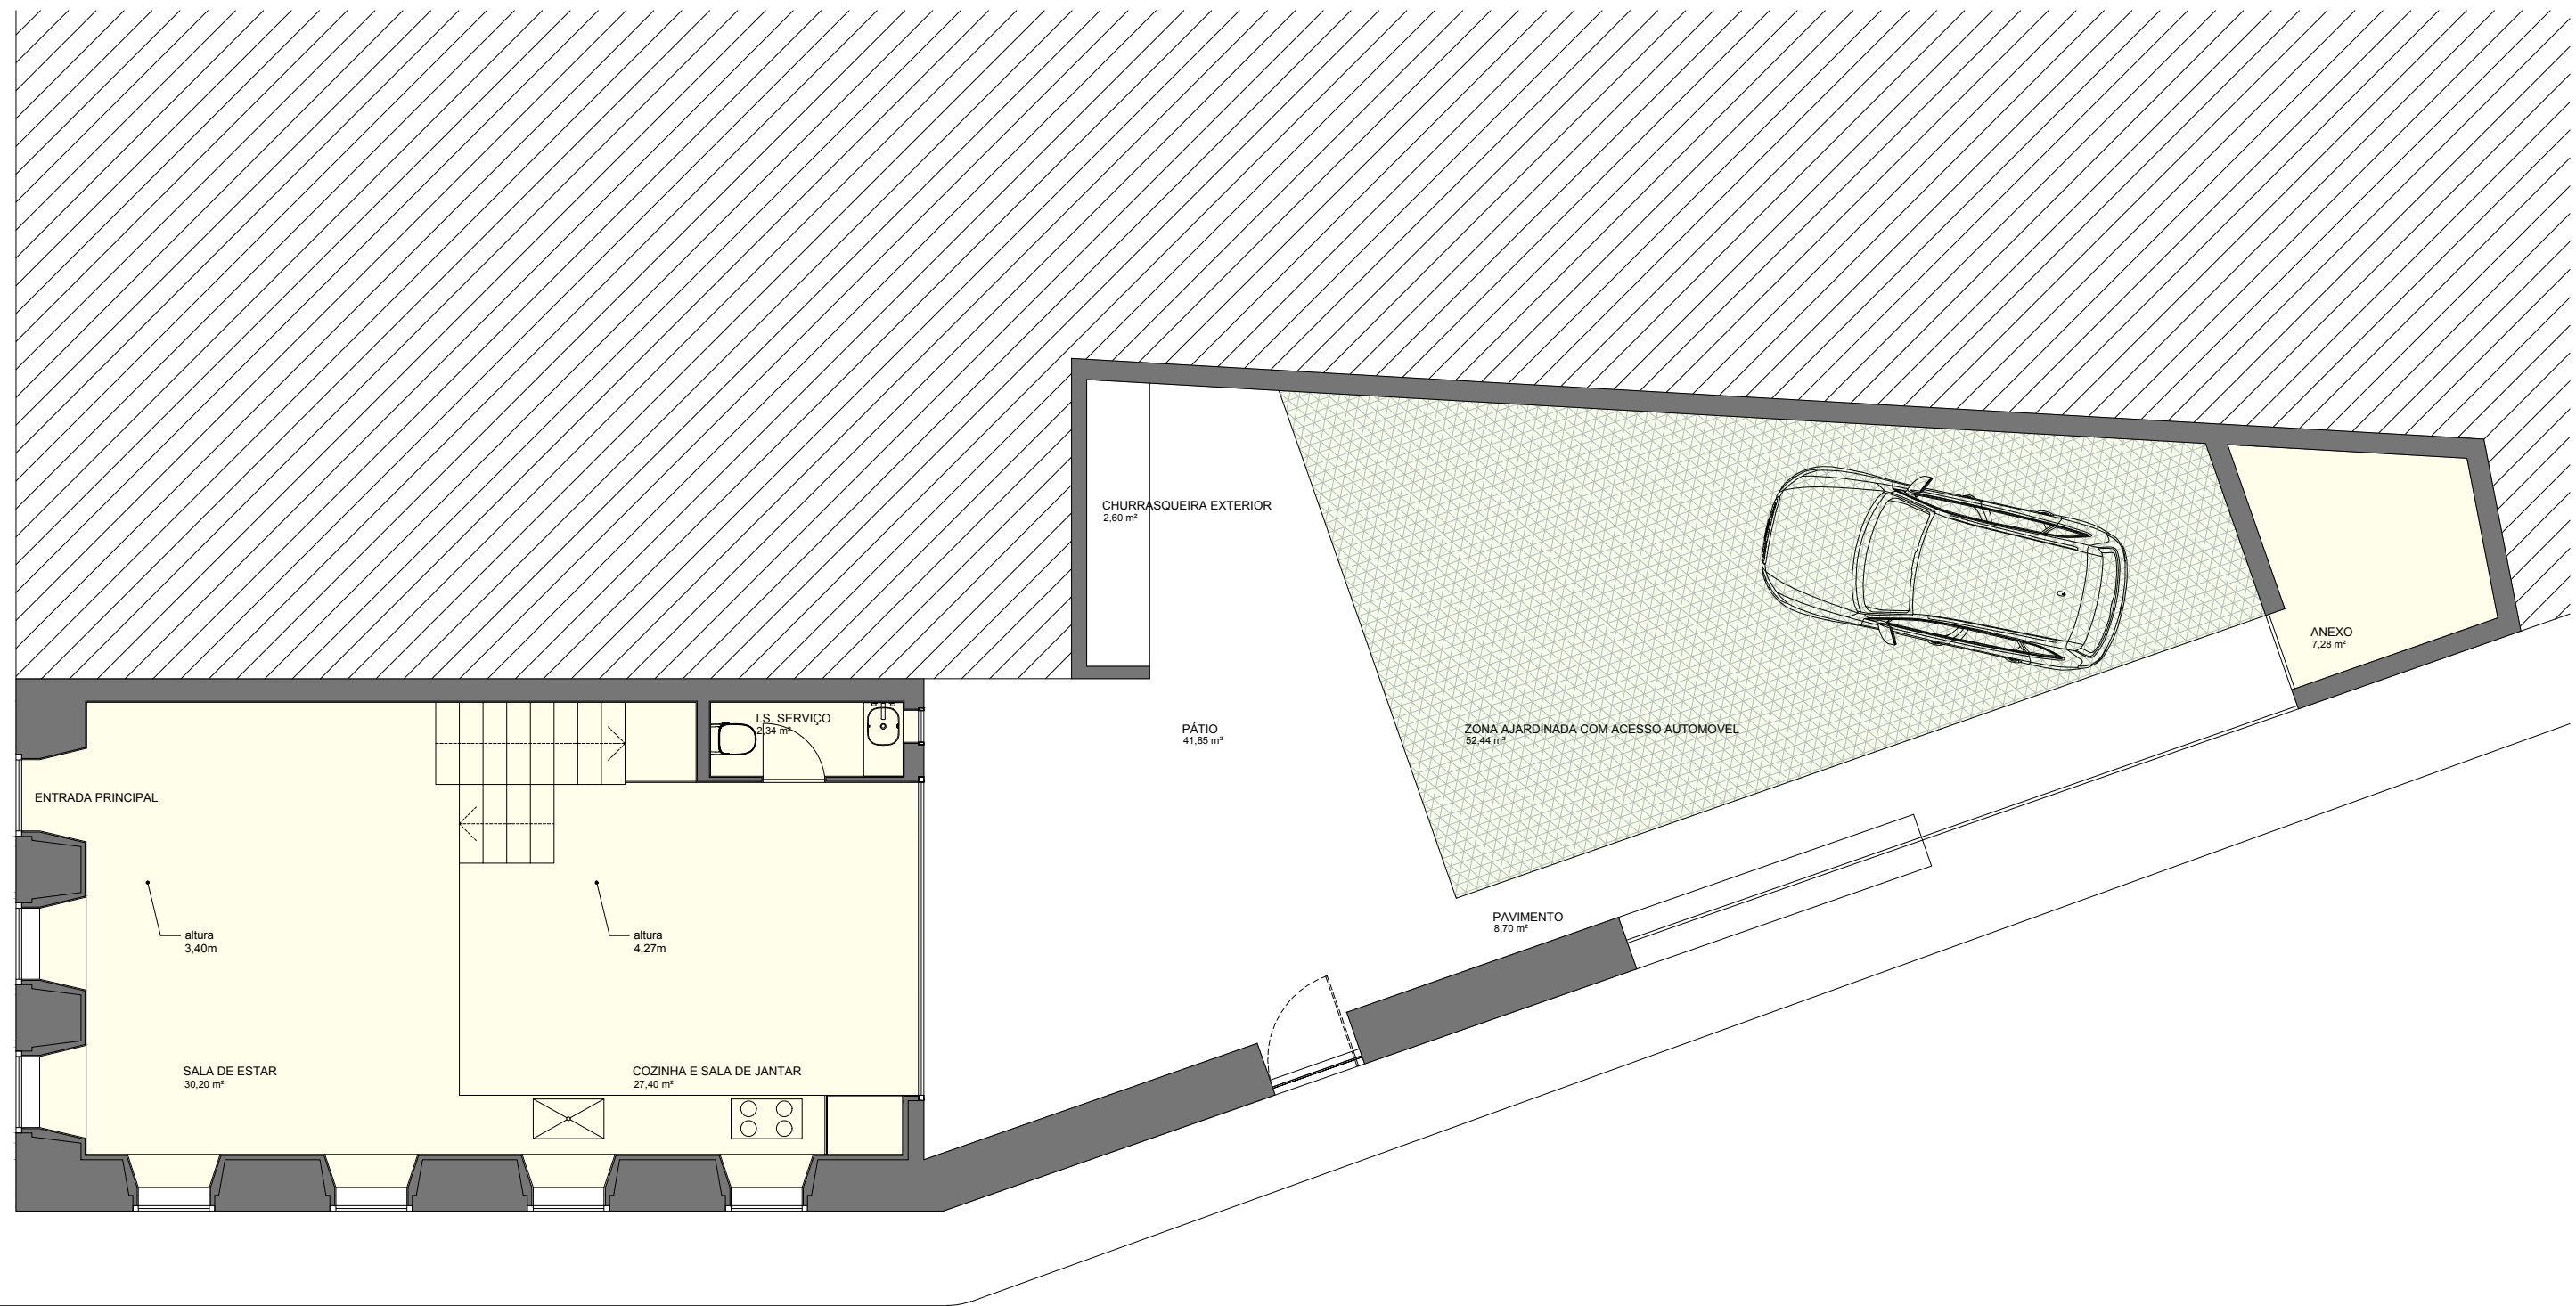 CHURRASQUEIRA EXTERIOR
2,60 m²
ANEXO
7,28 m²
I.S. SERVIÇO
2,34 m²
PÁTIO
41,85 m²
ZONA AJARDINADA COM ACESSO AUTOMOVEL
52,44 m²
ENTRADA PRINCIPAL
PAVIMENTO
8,70 m²
altura
3,40m
altura
4,27m
SALA DE ESTAR
30,20 m²
COZINHA E SALA DE JANTAR
27,40 m²